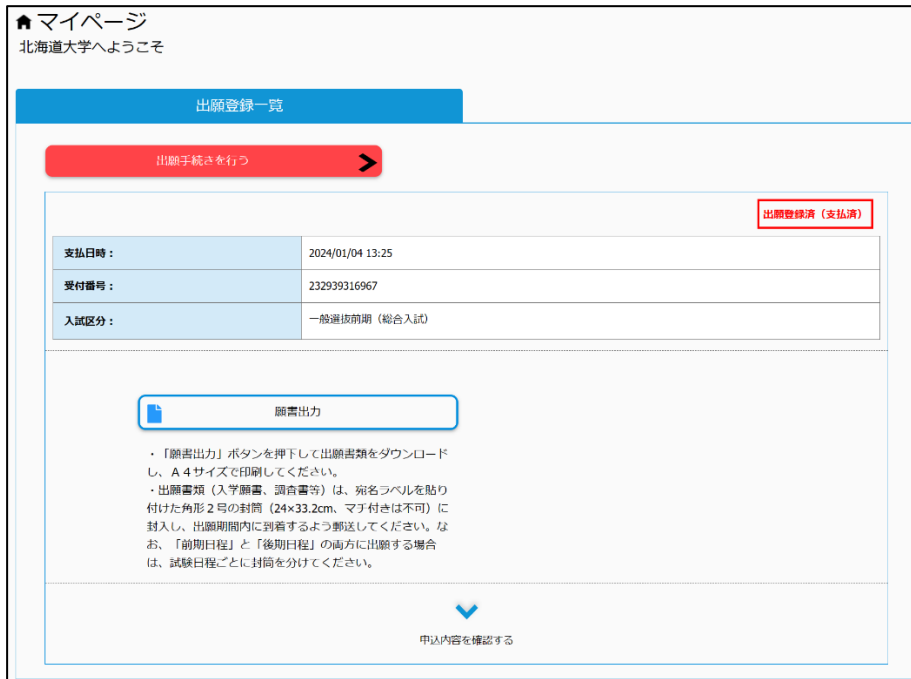 マイページ
北海道大学へようこそ
出願登録一覧
出願手続きを行う
出願登録済（支払済）
支払日時： 2024/01/04 13:25
受付番号： 232939316967
入試区分： 一般選抜前期（総合入試）
願書出力
・「願書出力」ボタンを押下して出願書類をダウンロード
し、Ａ４サイズで印刷してください。
・出願書類（入学願書、調査書等）は、宛名ラベルを貼り
付けた角形２号の封筒（24×33.2cm、マチ付きは不可）に
封入し、出願期間内に到着するよう郵送してください。な
お、「前期日程」と「後期日程」の両方に出願する場合
は、試験日程ごとに封筒を分けてください。
申込内容を確認する